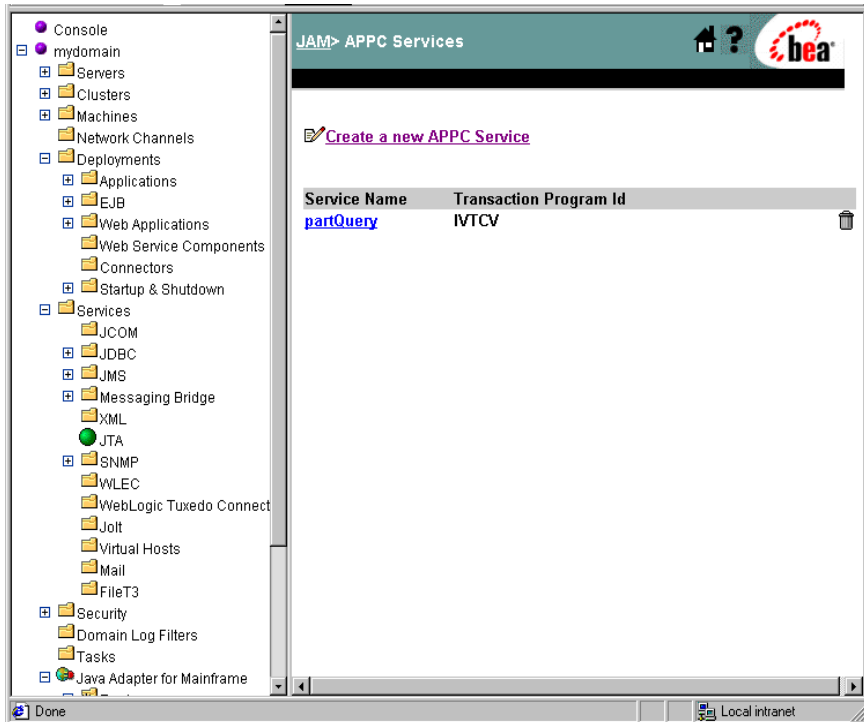 Console
mydomain
Servers
Clusters
Machines
Network Channels
Deployments
Applications
EJB
Web Applications
Web Service Components
Connectors
Startup & Shutdown
Services
JCOM
JDBC
JMS
Messaging Bridge
XML
JTA
SNMP
WLEC
WebLogic Tuxedo Connect
Jolt
Virtual Hosts
Mail
FileT3
Security
Domain Log Filters
Tasks
Java Adapter for Mainframe
JAM> APPC Services
?
bea
Create a new APPC Service
Service Name Transaction Program Id
partQuery IVTCV
Done
Local intranet